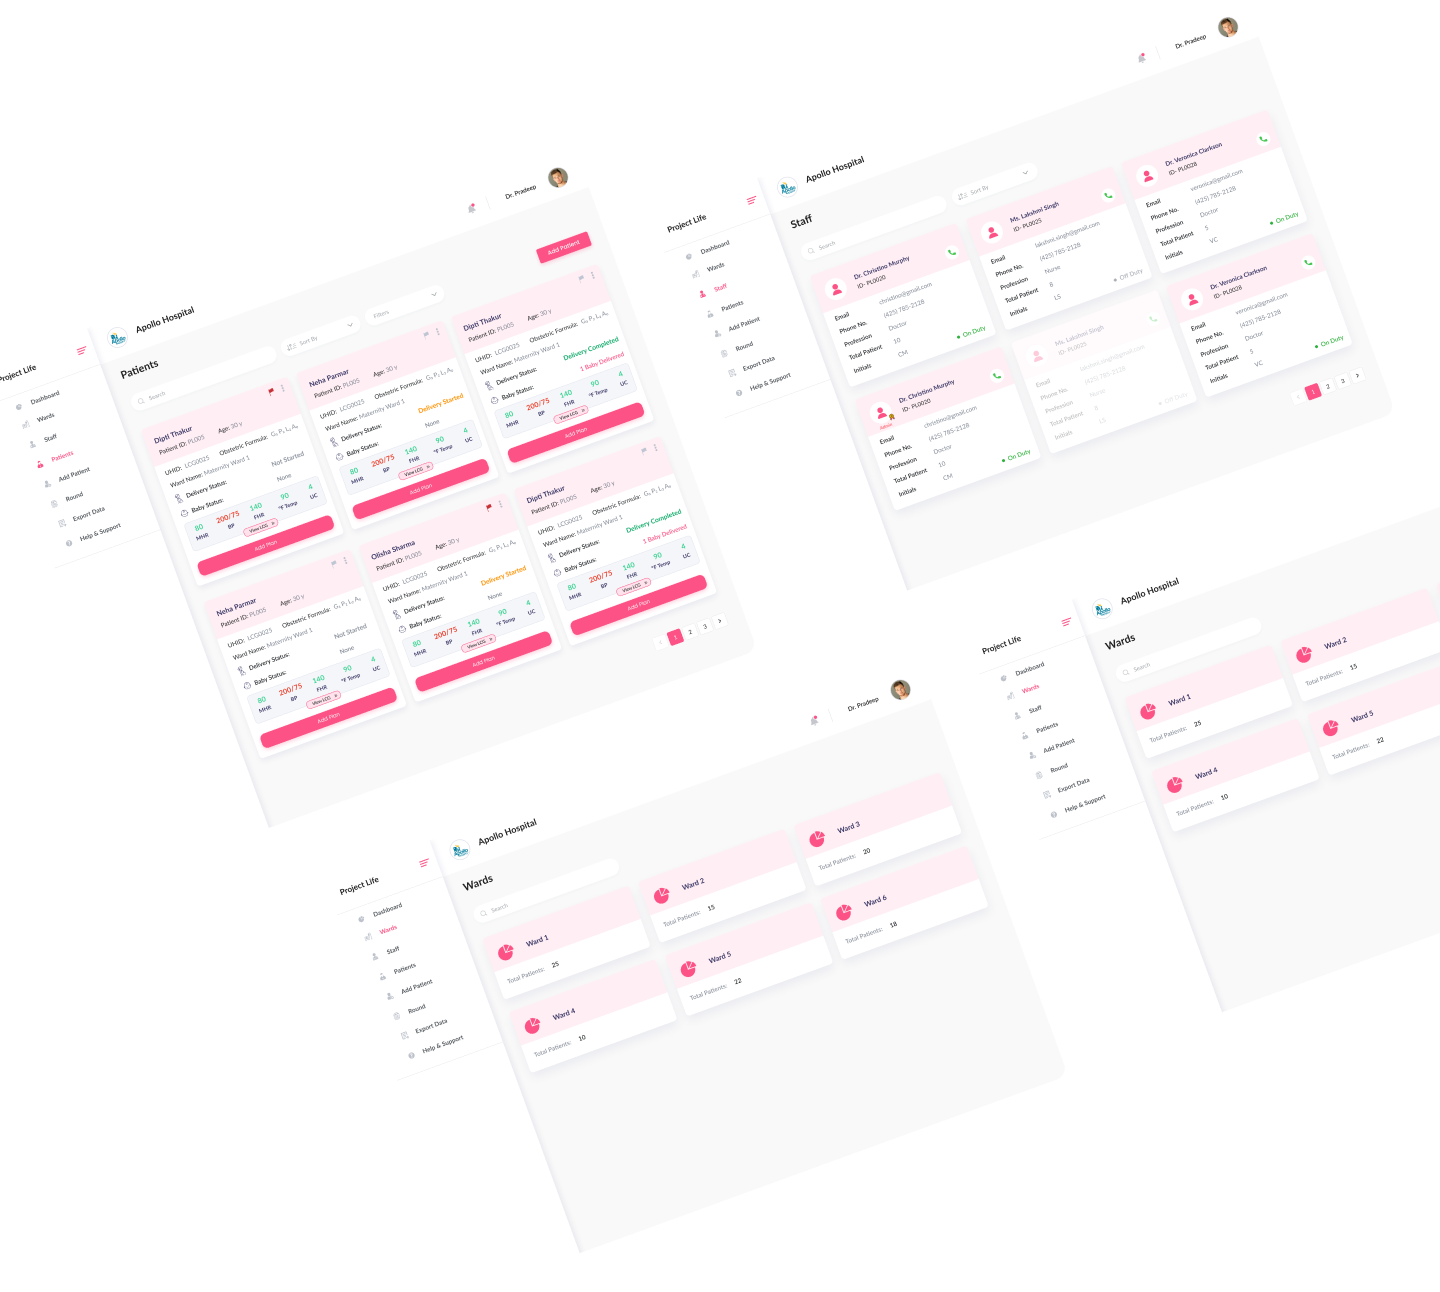 Dr. Pradeep
Apollo Hospital
Project Life
Patients
Add Patient
Search
Sort By
Filters
Dashboard
Wards
Staff
Patients
Add Patient
Round
Export Data
Help & Support
Dipti Thakur
Patient ID: PL005 Age: 30 y
UHID: LCG0025 Obstetric Formula: G, P, L, A,
Ward Name: Maternity Ward 1
Delivery Status: Not Started
Baby Status: None
80 200/75 140 90 4
MHR BP FHR °F Temp UC
View LCG
Add Plan
Neha Parmar
Patient ID: PL005 Age: 30 y
UHID: LCG0025 Obstetric Formula: G, P, L, A,
Ward Name: Maternity Ward 1
Delivery Status: Delivery Started
Baby Status: None
80 200/75 140 90 4
MHR BP FHR °F Temp UC
View LCG
Add Plan
Dipti Thakur
Patient ID: PL005 Age: 30 y
UHID: LCG0025 Obstetric Formula: G, P, L, A,
Ward Name: Maternity Ward 1
Delivery Status: Delivery Completed
Baby Status: 1 Baby Delivered
80 200/75 140 90 4
MHR BP FHR °F Temp UC
View LCG
Add Plan
Neha Parmar
Patient ID: PL005 Age: 30 y
UHID: LCG0025 Obstetric Formula: G, P, L, A,
Ward Name: Maternity Ward 1
Delivery Status: Not Started
Baby Status: None
80 200/75 140 90 4
MHR BP FHR °F Temp UC
View LCG
Add Plan
Olisha Sharma
Patient ID: PL005 Age: 30 y
UHID: LCG0025 Obstetric Formula: G, P, L, A,
Ward Name: Maternity Ward 1
Delivery Status: Delivery Started
Baby Status: None
80 200/75 140 90 4
MHR BP FHR °F Temp UC
View LCG
Add Plan
Dipti Thakur
Patient ID: PL005 Age: 30 y
UHID: LCG0025 Obstetric Formula: G, P, L, A,
Ward Name: Maternity Ward 1
Delivery Status: Delivery Completed
Baby Status: 1 Baby Delivered
80 200/75 140 90 4
MHR BP FHR °F Temp UC
View LCG
Add Plan
1 2 3
Dr. Pradeep
Apollo Hospital
Project Life
Staff
Search
Sort By
Dashboard
Wards
Staff
Patients
Add Patient
Round
Export Data
Help & Support
Dr. Christino Murphy
ID: PL0020
Email christino@gmail.com
Phone No. (425) 785-2128
Profession Doctor
Total Patient 10
Initials CM
On Duty
Ms. Lakshmi Singh
ID: PL0025
Email lakshmi.singh@gmail.com
Phone No. (425) 785-2128
Profession Nurse
Total Patient 8
Initials LS
Off Duty
Dr. Veronica Clarkson
ID: PL0028
Email veronica@gmail.com
Phone No. (425) 785-2128
Profession Doctor
Total Patient 5
Initials VC
On Duty
Dr. Christino Murphy
ID: PL0020
Admin
Email christino@gmail.com
Phone No. (425) 785-2128
Profession Doctor
Total Patient 10
Initials CM
On Duty
Ms. Lakshmi Singh
ID: PL0025
Email lakshmi.singh@gmail.com
Phone No. (425) 785-2128
Profession Nurse
Total Patient 8
Initials LS
Off Duty
Dr. Veronica Clarkson
ID: PL0028
Email veronica@gmail.com
Phone No. (425) 785-2128
Profession Doctor
Total Patient 5
Initials VC
On Duty
1 2 3
Dr. Pradeep
Apollo Hospital
Project Life
Wards
Search
Dashboard
Wards
Staff
Patients
Add Patient
Round
Export Data
Help & Support
Ward 1
Total Patients: 25
Ward 2
Total Patients: 15
Ward 3
Total Patients: 20
Ward 4
Total Patients: 10
Ward 5
Total Patients: 22
Ward 6
Total Patients: 18
Apollo Hospital
Project Life
Wards
Search
Dashboard
Wards
Staff
Patients
Add Patient
Round
Export Data
Help & Support
Ward 1
Total Patients: 25
Ward 2
Total Patients: 15
Ward 4
Total Patients: 10
Ward 5
Total Patients: 22